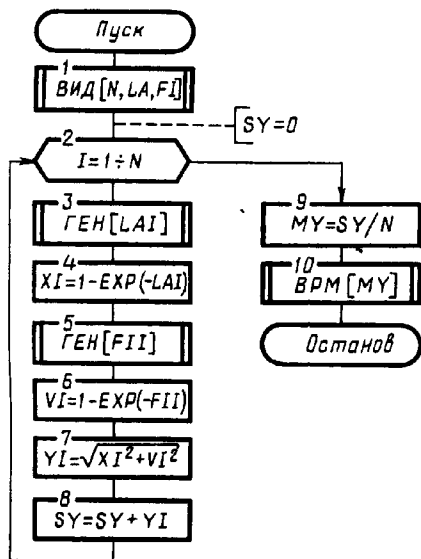 Пуск
1
ВИД[N,LA,FI]
SY=0
2
I=1÷N
3
ГЕН[LAI]
4
XI=1-EXP(-LAI)
5
ГЕН[FII]
6
VI=1-EXP(-FII)
7
YI=√XI²+VI²
8
SY=SY+YI
9
MY=SY/N
10
ВРМ[MY]
Останов